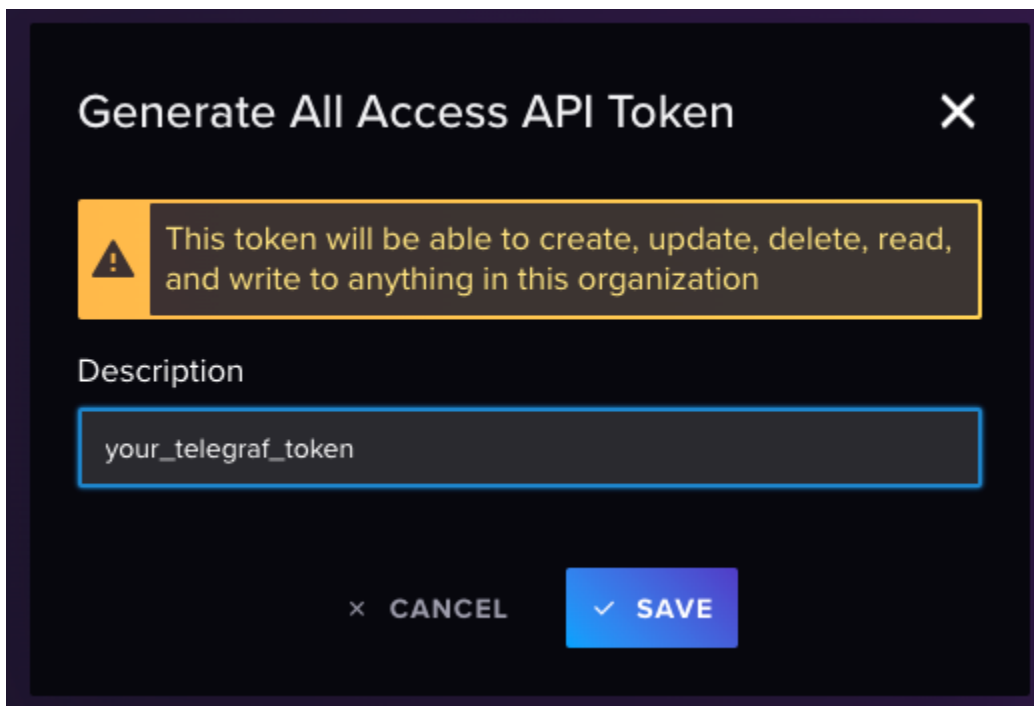 Generate All Access API Token
This token will be able to create, update, delete, read,
and write to anything in this organization
Description
your_telegraf_token
CANCEL
SAVE